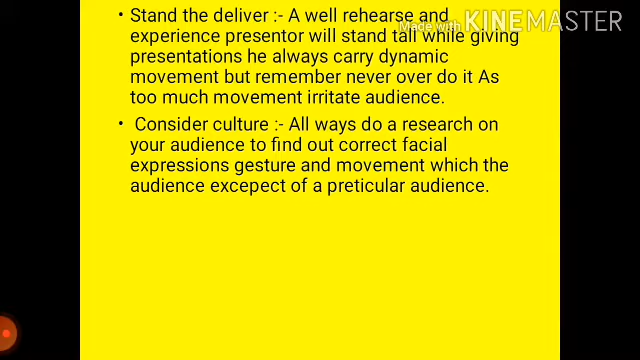 • Stand the deliver :- A well rehearse and
Made with KINEMASTER
experience presentor will stand tall while giving
presentations he always carry dynamic
movement but remember never over do it As
too much movement irritate audience.
• Consider culture :- All ways do a research on
your audience to find out correct facial
expressions gesture and movement which the
audience excepect of a preticular audience.